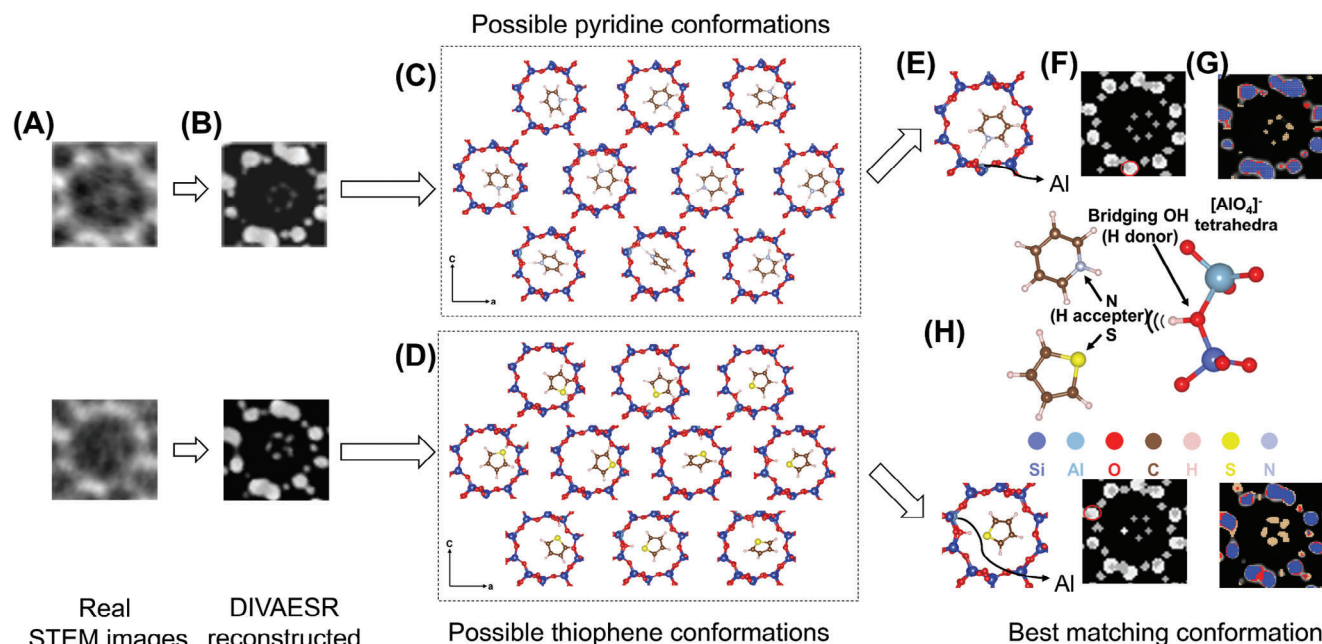 Possible pyridine conformations
(A)
(B)
(C)
(E)
(F)
(G)
Al
c
a
[AlO4]-
tetrahedra
Bridging OH
(H donor)
N
(H accepter)
S
(D)
(H)
Si Al O C H S N
c
a
Al
Real
STEM images
DIVAESR
reconstructed
Possible thiophene conformations
Best matching conformation